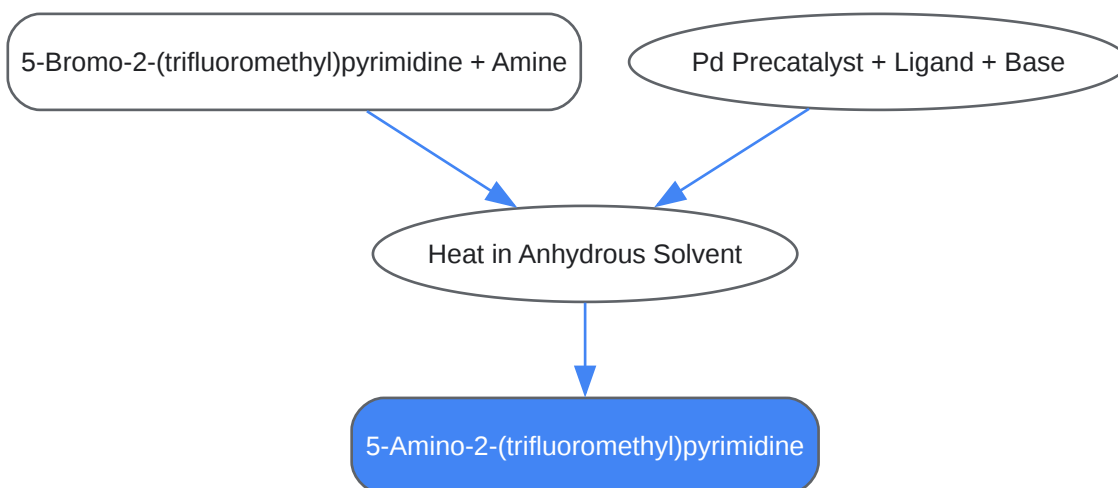 5-Bromo-2-(trifluoromethyl)pyrimidine + Amine
Pd Precatalyst + Ligand + Base
Heat in Anhydrous Solvent
5-Amino-2-(trifluoromethyl)pyrimidine